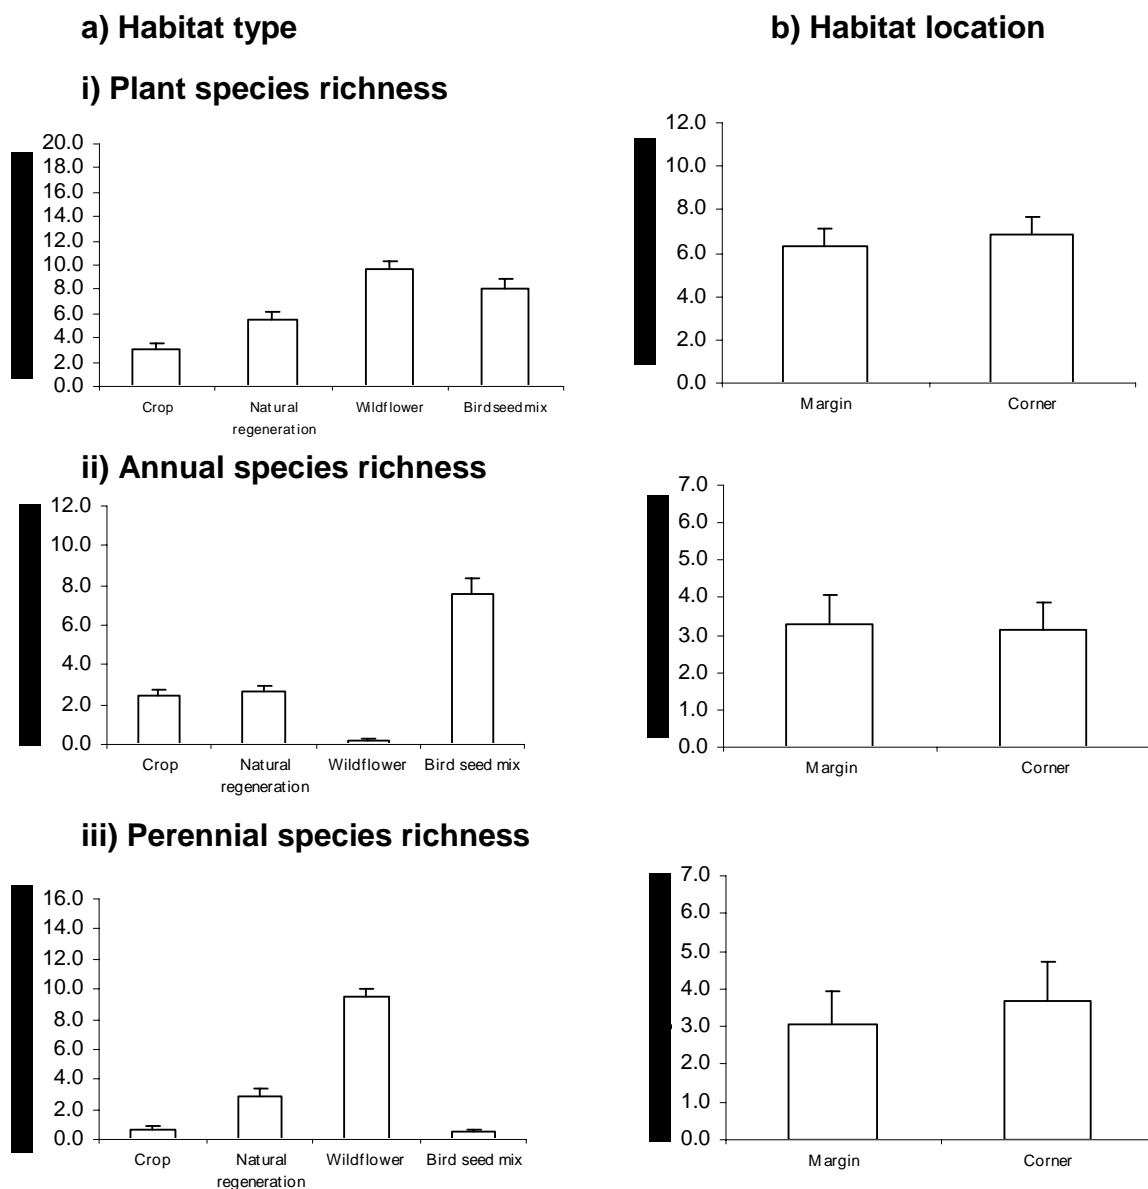 a) Habitat type
b) Habitat location
i) Plant species richness
20.0
18.0
16.0
14.0
12.0
10.0
8.0
6.0
4.0
2.0
0.0
Crop
Natural
regeneration
Wildflower
Bird seed mix
12.0
10.0
8.0
6.0
4.0
2.0
0.0
Margin
Corner
ii) Annual species richness
12.0
10.0
8.0
6.0
4.0
2.0
0.0
Crop
Natural
regeneration
Wildflower
Bird seed mix
7.0
6.0
5.0
4.0
3.0
2.0
1.0
0.0
Margin
Corner
iii) Perennial species richness
16.0
14.0
12.0
10.0
8.0
6.0
4.0
2.0
0.0
Crop
Natural
regeneration
Wildflower
Bird seed mix
7.0
6.0
5.0
4.0
3.0
2.0
1.0
0.0
Margin
Corner